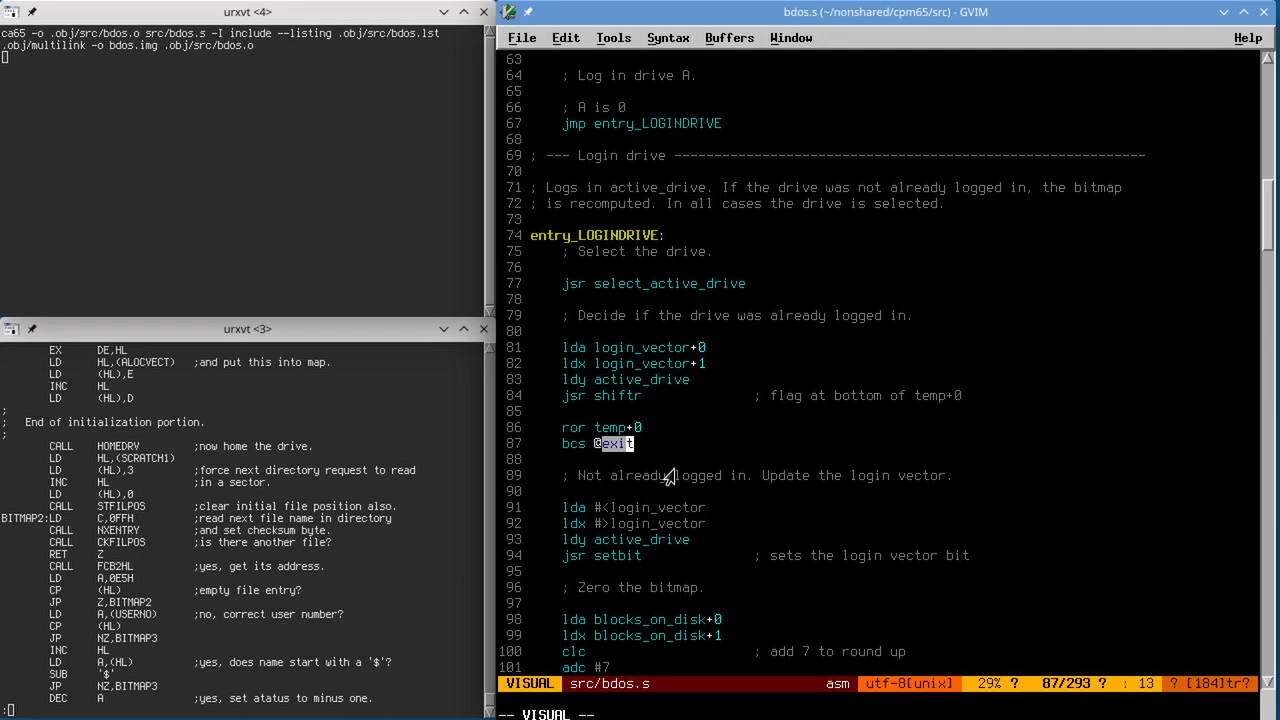 urxvt <4>
ca65 -o .obj/src/bdos.o src/bdos.s -I include --listing .obj/src/bdos.lst
.obj/multilink -o bdos.img .obj/src/bdos.o
urxvt <3>
EX DE,HL
LD HL,(ALOCVECT) ;and put this into map.
LD (HL),E
INC HL
LD (HL),D
;
; End of initialization portion.
;
CALL HOMEDRV ;now home the drive.
LD HL,(SCRATCH1)
LD (HL),3 ;force next directory request to read
INC HL ;in a sector.
LD (HL),0
CALL STFILPOS ;clear initial file position also.
BITMAP2:LD C,0FFH ;read next file name in directory
CALL NXENTRY ;and set checksum byte.
CALL CKFILPOS ;is there another file?
RET Z
CALL FCB2HL ;yes, get its address.
LD A,0E5H
CP (HL) ;empty file entry?
JP Z,BITMAP2
LD A,(USERNO) ;no, correct user number?
CP (HL)
JP NZ,BITMAP3
INC HL
LD A,(HL) ;yes, does name start with a '$'?
SUB '$'
JP NZ,BITMAP3
DEC A ;yes, set atatus to minus one.
:
bdos.s (~/nonshared/cpm65/src) - GVIM
File Edit Tools Syntax Buffers Window Help
63
64 ; Log in drive A.
65
66 ; A is 0
67 jmp entry_LOGINDRIVE
68
69 ; --- Login drive -----------------------------------------------------------
70
71 ; Logs in active_drive. If the drive was not already logged in, the bitmap
72 ; is recomputed. In all cases the drive is selected.
73
74 entry_LOGINDRIVE:
75 ; Select the drive.
76
77 jsr select_active_drive
78
79 ; Decide if the drive was already logged in.
80
81 lda login_vector+0
82 ldx login_vector+1
83 ldy active_drive
84 jsr shiftr ; flag at bottom of temp+0
85
86 ror temp+0
87 bcs @exit
88
89 ; Not already logged in. Update the login vector.
90
91 lda #<login_vector
92 ldx #>login_vector
93 ldy active_drive
94 jsr setbit ; sets the login vector bit
95
96 ; Zero the bitmap.
97
98 lda blocks_on_disk+0
99 ldx blocks_on_disk+1
100 clc ; add 7 to round up
101 adc #7
VISUAL src/bdos.s asm utf-8[unix] 29% ? 87/293 ? : 13 ? [184]tr?
-- VISUAL --